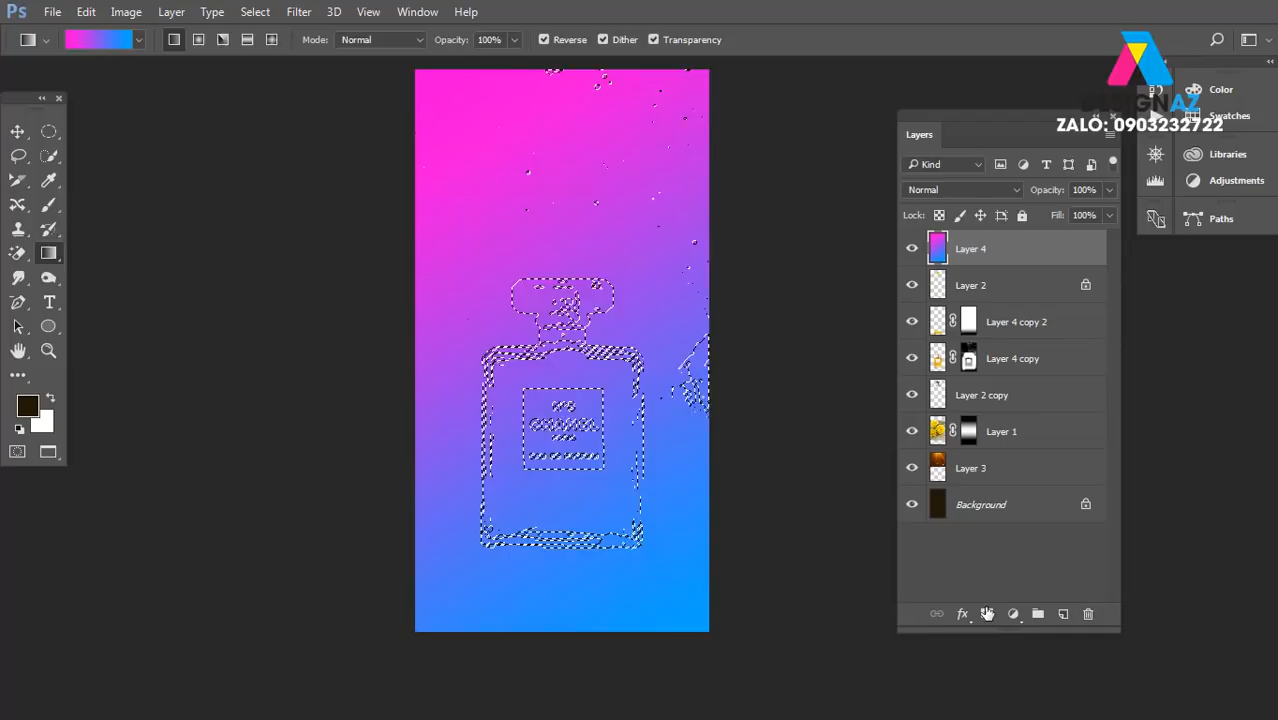 Ps File Edit Image Layer Type Select Filter 3D View Window Help
Mode: Normal Opacity: 100% Reverse Dither Transparency
ZALO: 0903232722
Color
Swatches
Libraries
Adjustments
Paths
Layers
Kind
Normal Opacity: 100%
Lock: Fill: 100%
Layer 4
Layer 2
Layer 4 copy 2
Layer 4 copy
Layer 2 copy
Layer 1
Layer 3
Background
fx